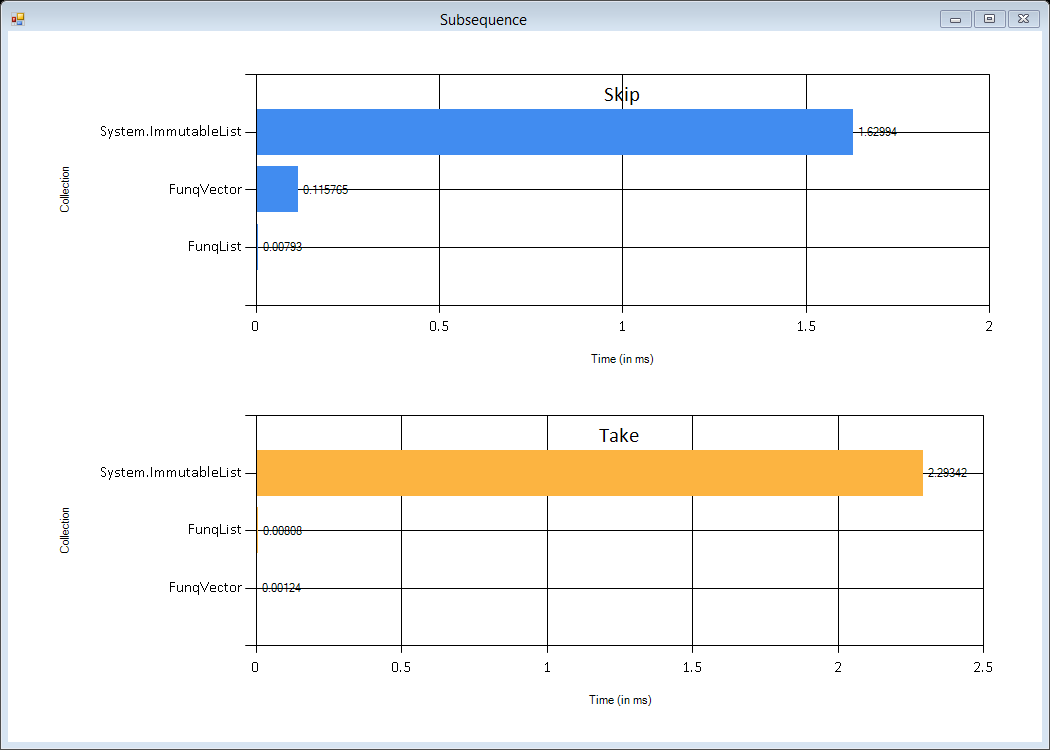 Subsequence
Skip
System.ImmutableList
1.62994
FunqVector
0.115765
FunqList
0.00793
Collection
0 0.5 1 1.5 2
Time (in ms)
Take
System.ImmutableList
2.29342
FunqList
0.00808
FunqVector
0.00124
Collection
0 0.5 1 1.5 2 2.5
Time (in ms)